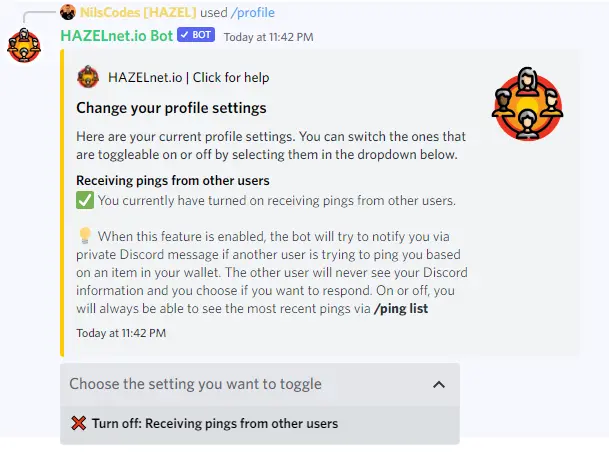 NilsCodes [HAZEL] used /profile
HAZELnet.io Bot ✓ BOT Today at 11:42 PM
HAZELnet.io | Click for help
Change your profile settings
Here are your current profile settings. You can switch the ones that
are toggleable on or off by selecting them in the dropdown below.
Receiving pings from other users
✅ You currently have turned on receiving pings from other users.
💡 When this feature is enabled, the bot will try to notify you via
private Discord message if another user is trying to ping you based
on an item in your wallet. The other user will never see your Discord
information and you choose if you want to respond. On or off, you
will always be able to see the most recent pings via /ping list
Today at 11:42 PM
Choose the setting you want to toggle
❌ Turn off: Receiving pings from other users